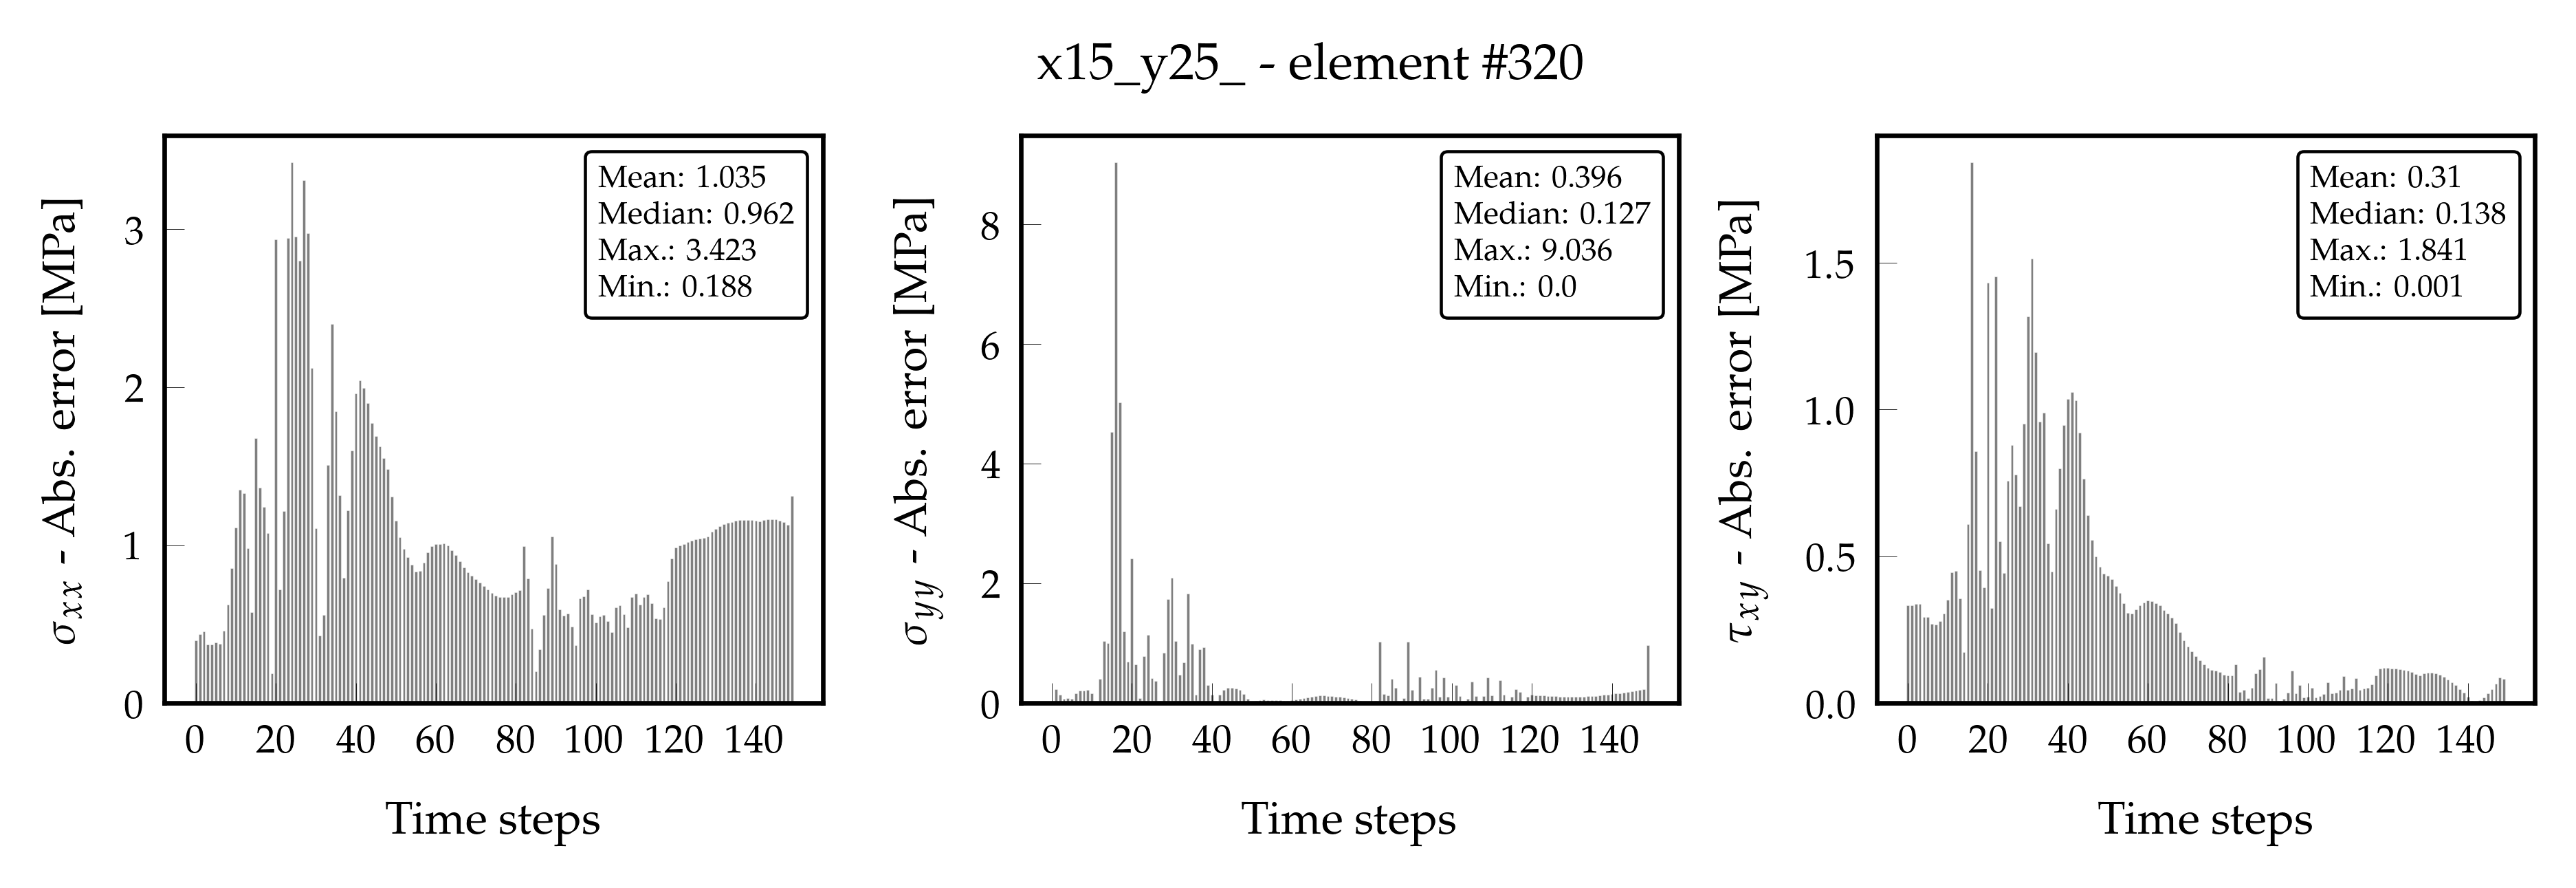 x15_y25_ - element #320
σxx - Abs. error [MPa]
3
2
1
0
Mean: 1.035
Median: 0.962
Max.: 3.423
Min.: 0.188
0 20 40 60 80 100 120 140
Time steps
σyy - Abs. error [MPa]
8
6
4
2
0
Mean: 0.396
Median: 0.127
Max.: 9.036
Min.: 0.0
0 20 40 60 80 100 120 140
Time steps
τxy - Abs. error [MPa]
1.5
1.0
0.5
0.0
Mean: 0.31
Median: 0.138
Max.: 1.841
Min.: 0.001
0 20 40 60 80 100 120 140
Time steps